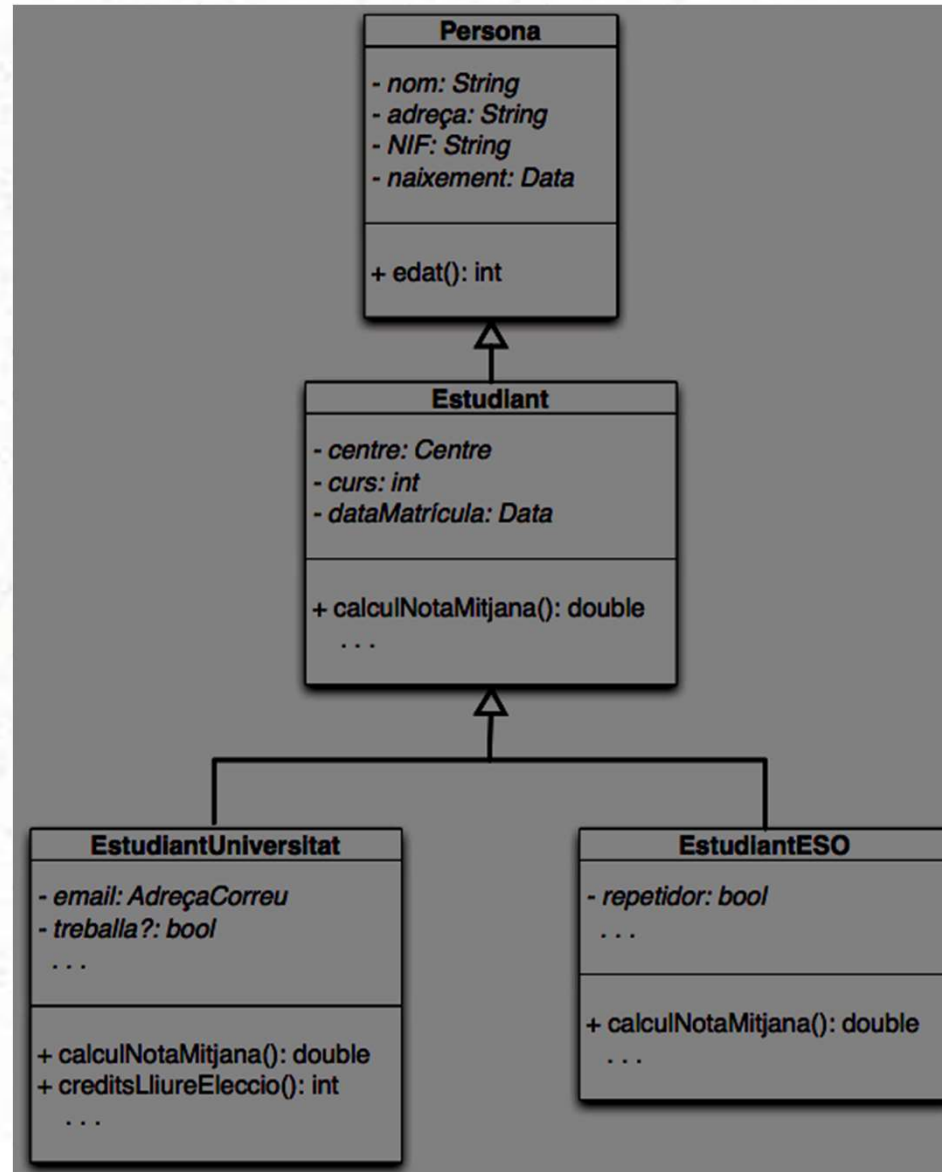 Persona
- nom: String
- adreça: String
- NIF: String
- naixement: Data
+ edat(): int
Estudiant
- centre: Centre
- curs: int
- dataMatrícula: Data
+ calculNotaMitjana(): double
. . .
EstudiantUniversitat
- email: AdreçaCorreu
- treballa?: bool
. . .
+ calculNotaMitjana(): double
+ creditsLliureEleccio(): int
. . .
EstudiantESO
- repetidor: bool
. . .
+ calculNotaMitjana(): double
. . .